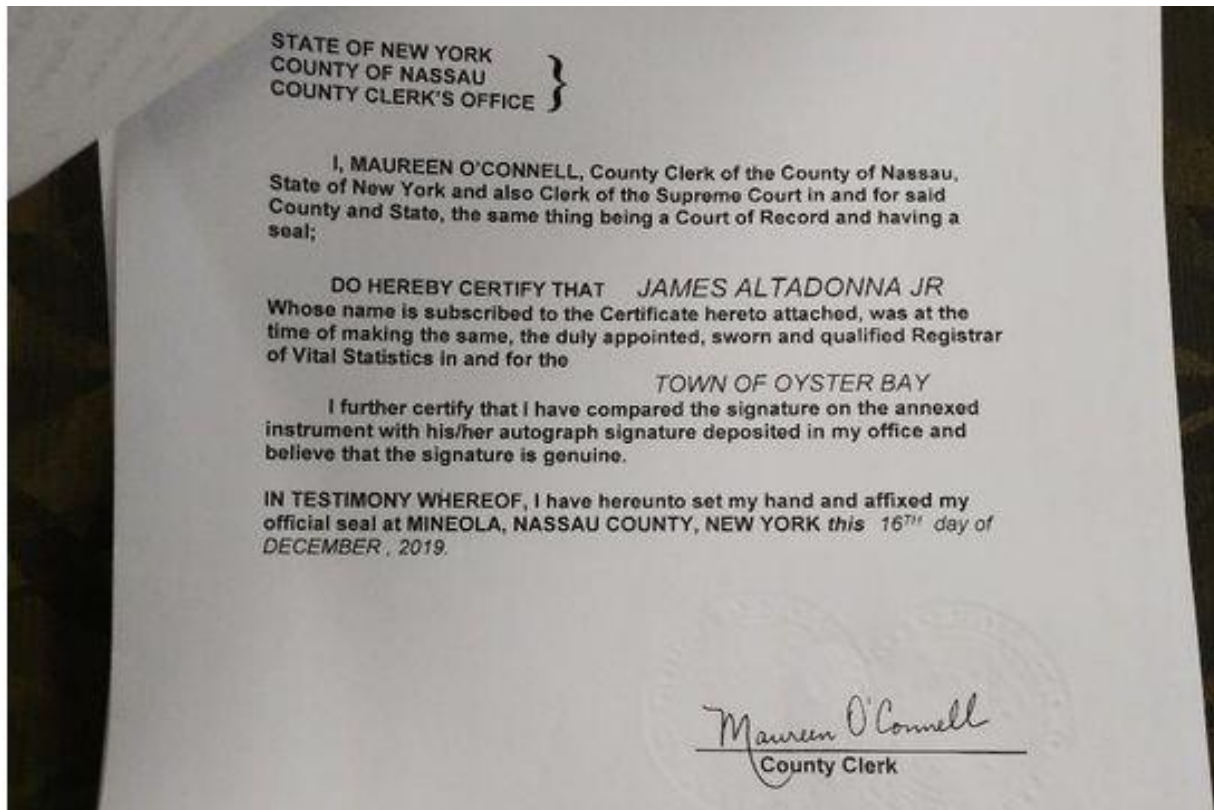 STATE OF NEW YORK
COUNTY OF NASSAU
COUNTY CLERK'S OFFICE }
I, MAUREEN O'CONNELL, County Clerk of the County of Nassau,
State of New York and also Clerk of the Supreme Court in and for said
County and State, the same thing being a Court of Record and having a
seal;
DO HEREBY CERTIFY THAT JAMES ALTADONNA JR
Whose name is subscribed to the Certificate hereto attached, was at the
time of making the same, the duly appointed, sworn and qualified Registrar
of Vital Statistics in and for the
TOWN OF OYSTER BAY
I further certify that I have compared the signature on the annexed
instrument with his/her autograph signature deposited in my office and
believe that the signature is genuine.
IN TESTIMONY WHEREOF, I have hereunto set my hand and affixed my
official seal at MINEOLA, NASSAU COUNTY, NEW YORK this 16TH day of
DECEMBER , 2019.
Maureen O'Connell
County Clerk